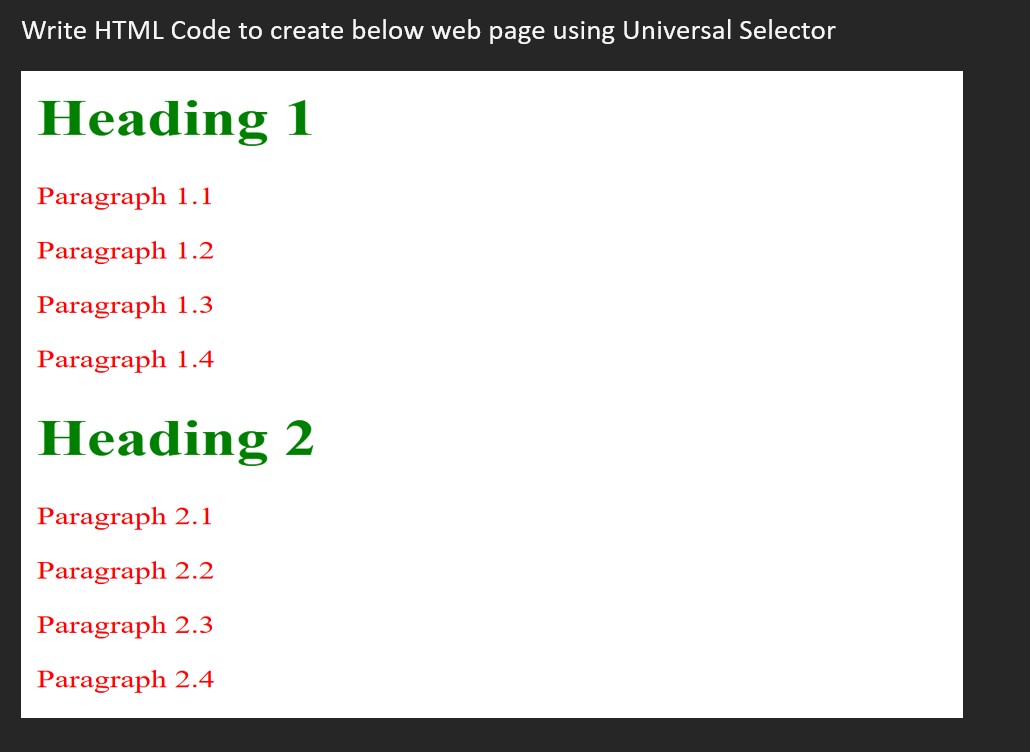 Write HTML Code to create below web page using Universal Selector
Heading 1
Paragraph 1.1
Paragraph 1.2
Paragraph 1.3
Paragraph 1.4
Heading 2
Paragraph 2.1
Paragraph 2.2
Paragraph 2.3
Paragraph 2.4